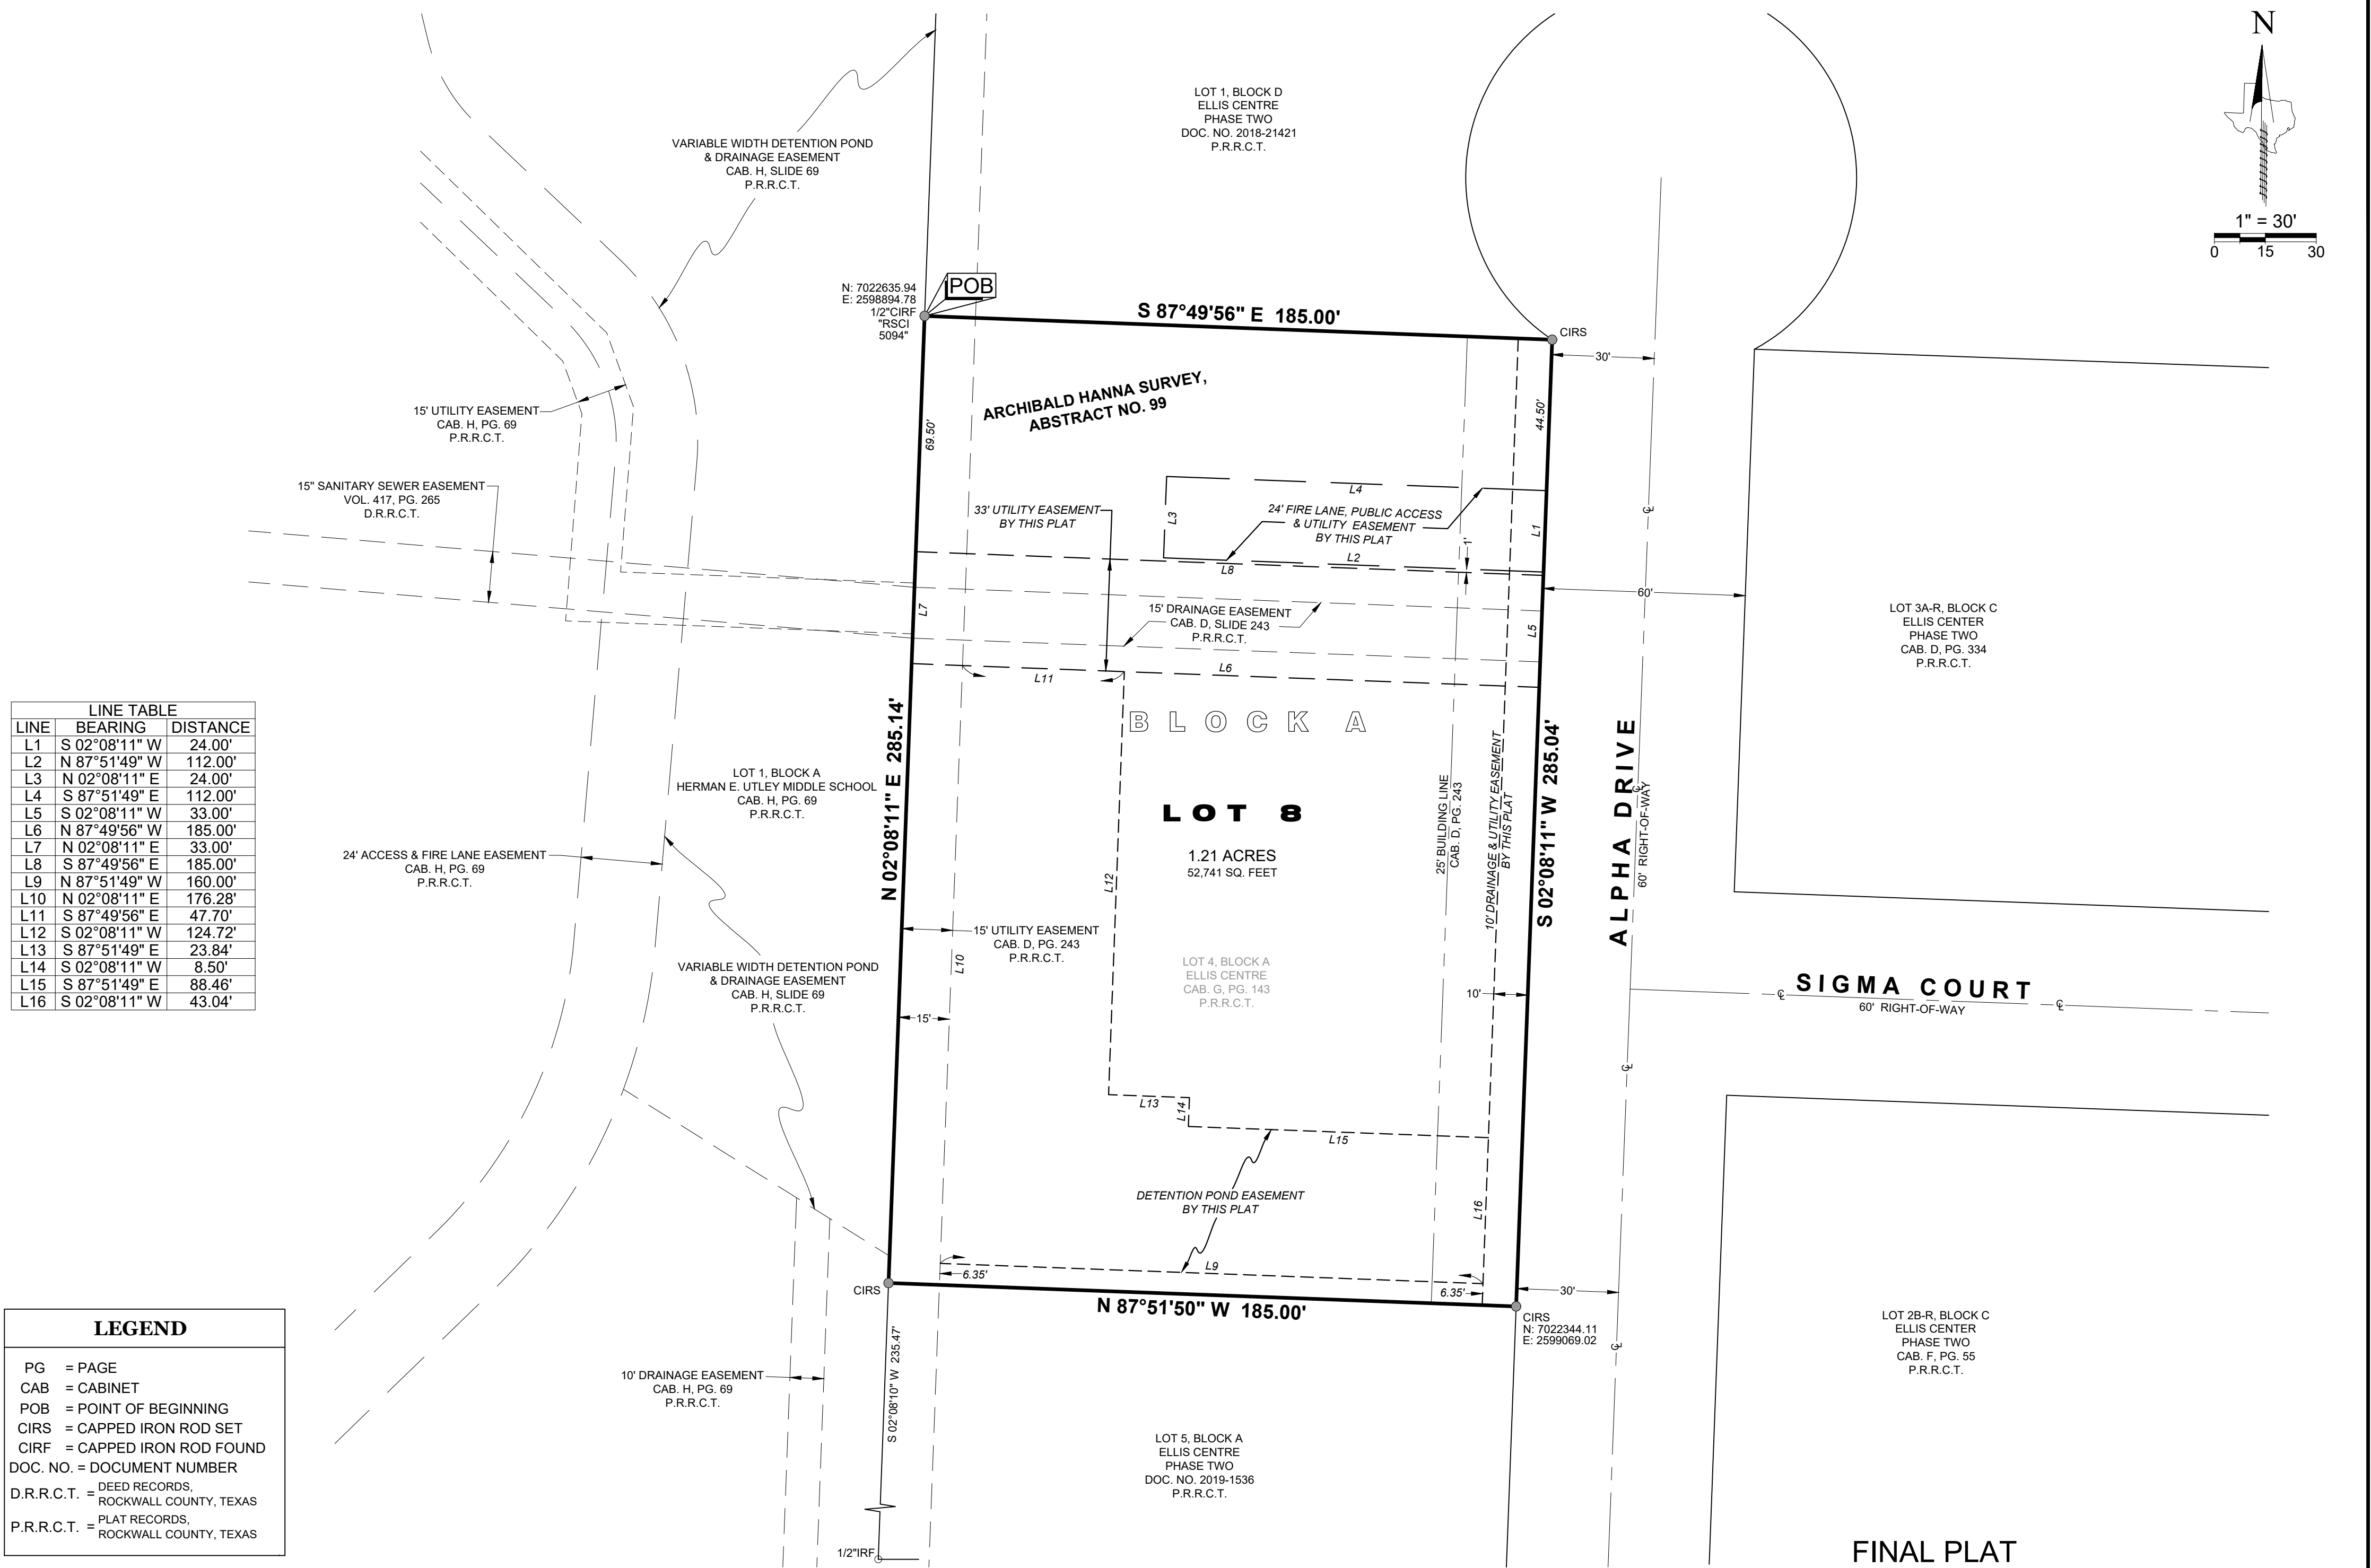 N
1" = 30'
0 15 30
LOT 1, BLOCK D
ELLIS CENTRE
PHASE TWO
DOC. NO. 2018-21421
P.R.R.C.T.
VARIABLE WIDTH DETENTION POND
& DRAINAGE EASEMENT
CAB. H, SLIDE 69
P.R.R.C.T.
N: 7022635.94
E: 2598894.78
1/2"CIRF
"RSCI
5094"
POB
S 87°49'56" E 185.00'
CIRS
30'
ARCHIBALD HANNA SURVEY,
ABSTRACT NO. 99
69.50'
44.50'
15' UTILITY EASEMENT
CAB. H, PG. 69
P.R.R.C.T.
15" SANITARY SEWER EASEMENT
VOL. 417, PG. 265
D.R.R.C.T.
33' UTILITY EASEMENT
BY THIS PLAT
L3
L4
24' FIRE LANE, PUBLIC ACCESS
& UTILITY EASEMENT
BY THIS PLAT
L1
1'
L2
L8
℄
60'
L7
15' DRAINAGE EASEMENT
CAB. D, SLIDE 243
P.R.R.C.T.
L5
L6
L11
LOT 3A-R, BLOCK C
ELLIS CENTER
PHASE TWO
CAB. D, PG. 334
P.R.R.C.T.
BLOCK A
LINE TABLE
LINE BEARING DISTANCE
L1 S 02°08'11" W 24.00'
L2 N 87°51'49" W 112.00'
L3 N 02°08'11" E 24.00'
L4 S 87°51'49" E 112.00'
L5 S 02°08'11" W 33.00'
L6 N 87°49'56" W 185.00'
L7 N 02°08'11" E 33.00'
L8 S 87°49'56" E 185.00'
L9 N 87°51'49" W 160.00'
L10 N 02°08'11" E 176.28'
L11 S 87°49'56" E 47.70'
L12 S 02°08'11" W 124.72'
L13 S 87°51'49" E 23.84'
L14 S 02°08'11" W 8.50'
L15 S 87°51'49" E 88.46'
L16 S 02°08'11" W 43.04'
LOT 1, BLOCK A
HERMAN E. UTLEY MIDDLE SCHOOL
CAB. H, PG. 69
P.R.R.C.T.
N 02°08'11" E 285.14'
LOT 8
1.21 ACRES
52,741 SQ. FEET
25' BUILDING LINE
CAB. D, PG. 243
10' DRAINAGE & UTILITY EASEMENT
BY THIS PLAT
S 02°08'11" W 285.04'
ALPHA DRIVE
℄
60' RIGHT-OF-WAY
24' ACCESS & FIRE LANE EASEMENT
CAB. H, PG. 69
P.R.R.C.T.
L12
15' UTILITY EASEMENT
CAB. D, PG. 243
P.R.R.C.T.
L10
LOT 4, BLOCK A
ELLIS CENTRE
CAB. G, PG. 143
P.R.R.C.T.
10'
15'
VARIABLE WIDTH DETENTION POND
& DRAINAGE EASEMENT
CAB. H, SLIDE 69
P.R.R.C.T.
SIGMA COURT
℄ ℄
60' RIGHT-OF-WAY
℄
L13
L14
L15
DETENTION POND EASEMENT
BY THIS PLAT
L16
L9
6.35'
6.35'
CIRS
30'
N 87°51'50" W 185.00'
CIRS
N: 7022344.11
E: 2599069.02
℄
LOT 2B-R, BLOCK C
ELLIS CENTER
PHASE TWO
CAB. F, PG. 55
P.R.R.C.T.
LEGEND
PG = PAGE
CAB = CABINET
POB = POINT OF BEGINNING
CIRS = CAPPED IRON ROD SET
CIRF = CAPPED IRON ROD FOUND
DOC. NO. = DOCUMENT NUMBER
D.R.R.C.T. = DEED RECORDS,
ROCKWALL COUNTY, TEXAS
P.R.R.C.T. = PLAT RECORDS,
ROCKWALL COUNTY, TEXAS
10' DRAINAGE EASEMENT
CAB. H, PG. 69
P.R.R.C.T.
S 02°08'10" W 235.47'
1/2"IRF
LOT 5, BLOCK A
ELLIS CENTRE
PHASE TWO
DOC. NO. 2019-1536
P.R.R.C.T.
FINAL PLAT